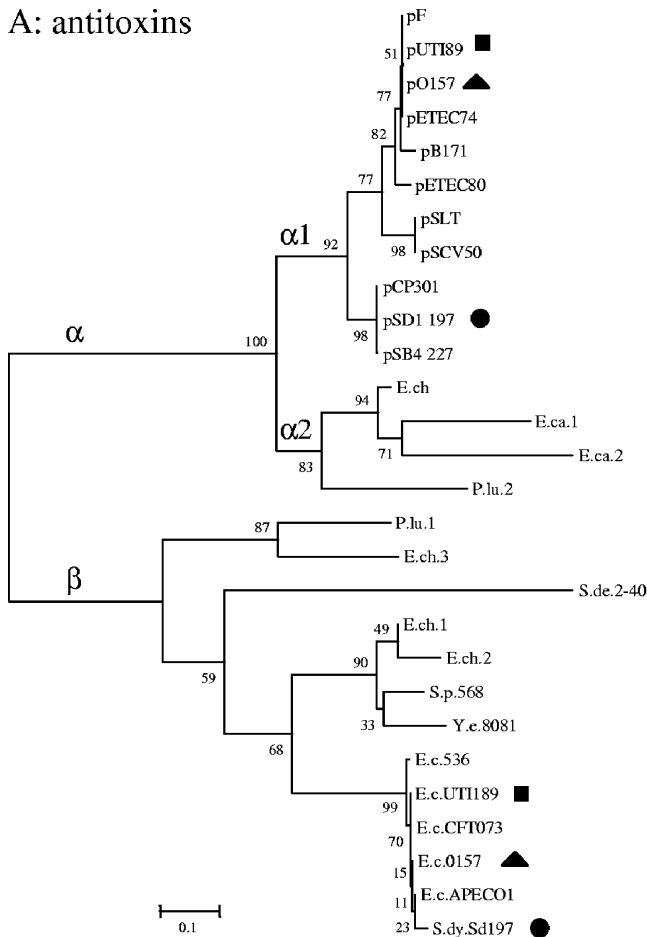 A: antitoxins
pF
51
pUTI89
pO157
77
pETEC74
82
pB171
77
pETEC80
pSLT
98
pSCV50
α1
92
pCP301
pSD1 197
98
pSB4 227
α
100
E.ch
94
E.ca.1
α2
71
E.ca.2
83
P.lu.2
87
P.lu.1
E.ch.3
β
S.de.2-40
59
49
E.ch.1
90
E.ch.2
S.p.568
33
Y.e.8081
68
E.c.536
99
E.c.UTI189
70
E.c.CFT073
15
E.c.0157
11
E.c.APECO1
23
S.dy.Sd197
0.1